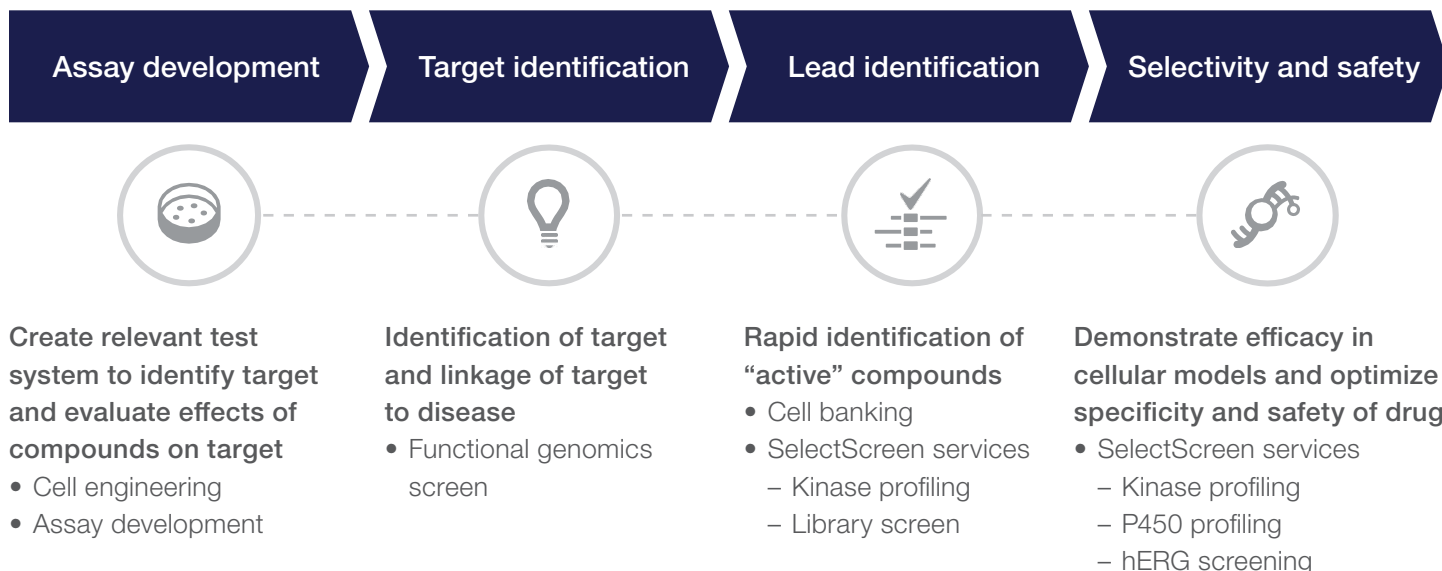 Assay development
Target identification
Lead identification
Selectivity and safety
Create relevant test
system to identify target
and evaluate effects of
compounds on target
• Cell engineering
• Assay development
Identification of target
and linkage of target
to disease
• Functional genomics
screen
Rapid identification of
“active” compounds
• Cell banking
• SelectScreen services
– Kinase profiling
– Library screen
Demonstrate efficacy in
cellular models and optimize
specificity and safety of drug
• SelectScreen services
– Kinase profiling
– P450 profiling
– hERG screening